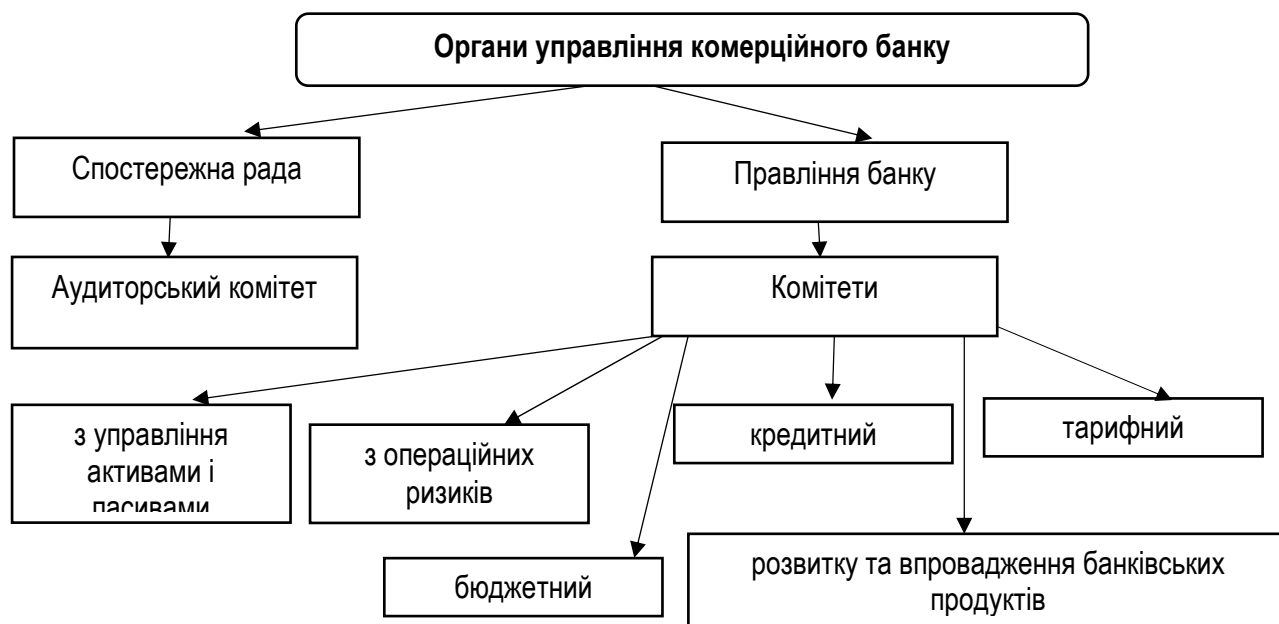 Органи управління комерційного банку
Спостережна рада
Правління банку
Аудиторський комітет
Комітети
з управління
активами і
пасивами
з операційних
ризиків
кредитний
тарифний
бюджетний
розвитку та впровадження банківських
продуктів